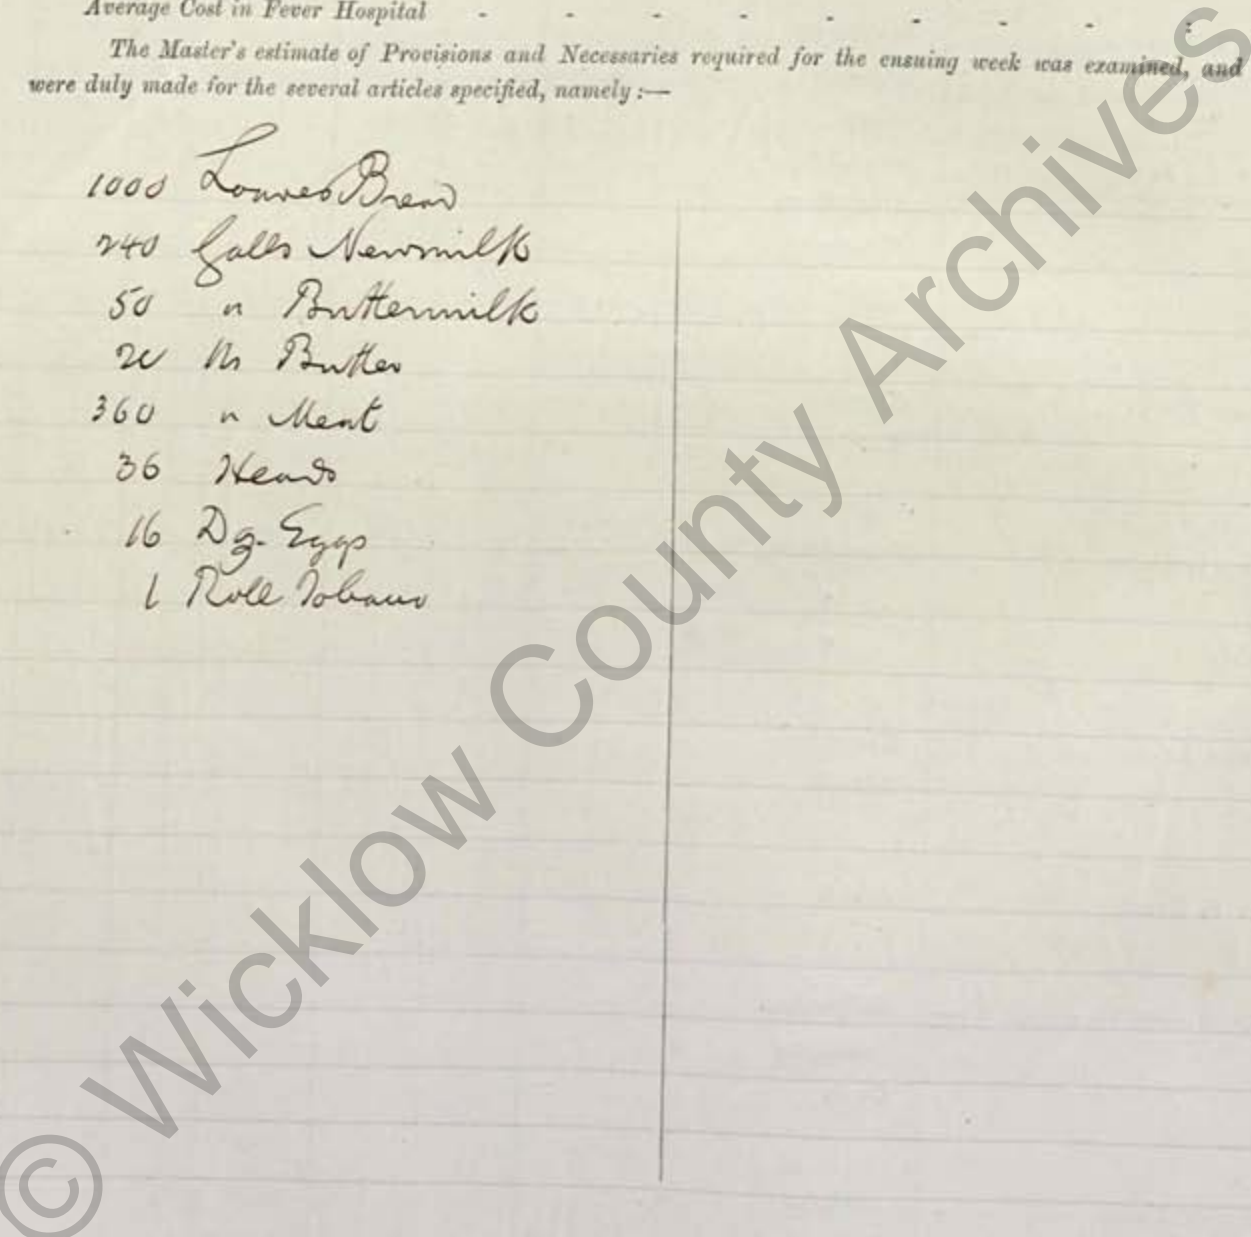 Average Cost in Fever Hospital - - - - - - - - :
The Master's estimate of Provisions and Necessaries required for the ensuing week was examined, and
were duly made for the several articles specified, namely :—
1000 Loaves Bread
240 Galls Newmilk
50 " Buttermilk
20 lbs Butter
360 " Meat
36 Heads
16 Dz. Eggs
1 Roll Tobacco
© Wicklow County Archives